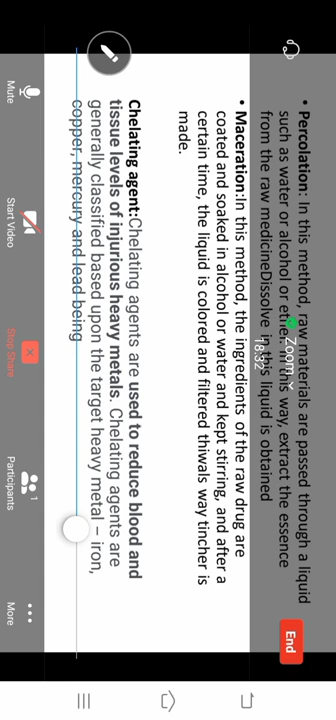 • Percolation: In this method, raw materials are passed through a liquid
such as water or alcohol or ether, this way, extract the essence
from the raw medicineDissolve in this liquid is obtained
• Maceration:In this method, the ingredients of the raw drug are
coated and soaked in alcohol or water and kept stirring, and after a
certain time, the liquid is colored and filtered thiwals way tincher is
made.
Chelating agent:Chelating agents are used to reduce blood and
tissue levels of injurious heavy metals. Chelating agents are
generally classified based upon the target heavy metal – iron,
copper, mercury and lead being
Zoom
18:32
End
Mute
Start Video
Stop Share
1
Participants
More